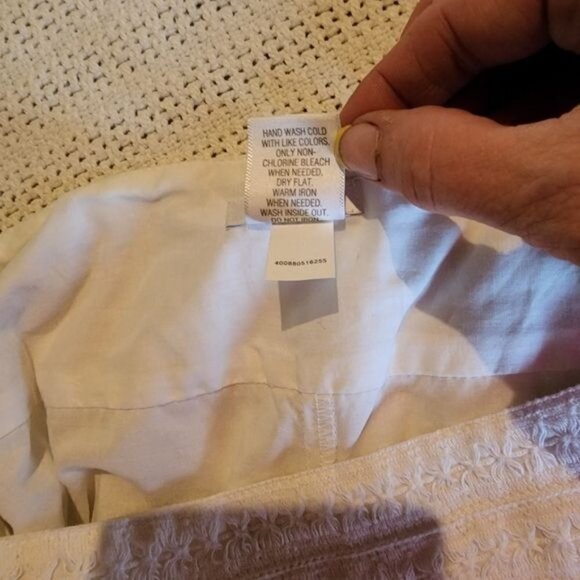 HAND WASH COLD
WITH LIKE COLORS.
ONLY NON-
CHLORINE BLEACH
WHEN NEEDED.
DRY FLAT.
WARM IRON
WHEN NEEDED.
WASH INSIDE OUT.
DO NOT IRON
400880516255